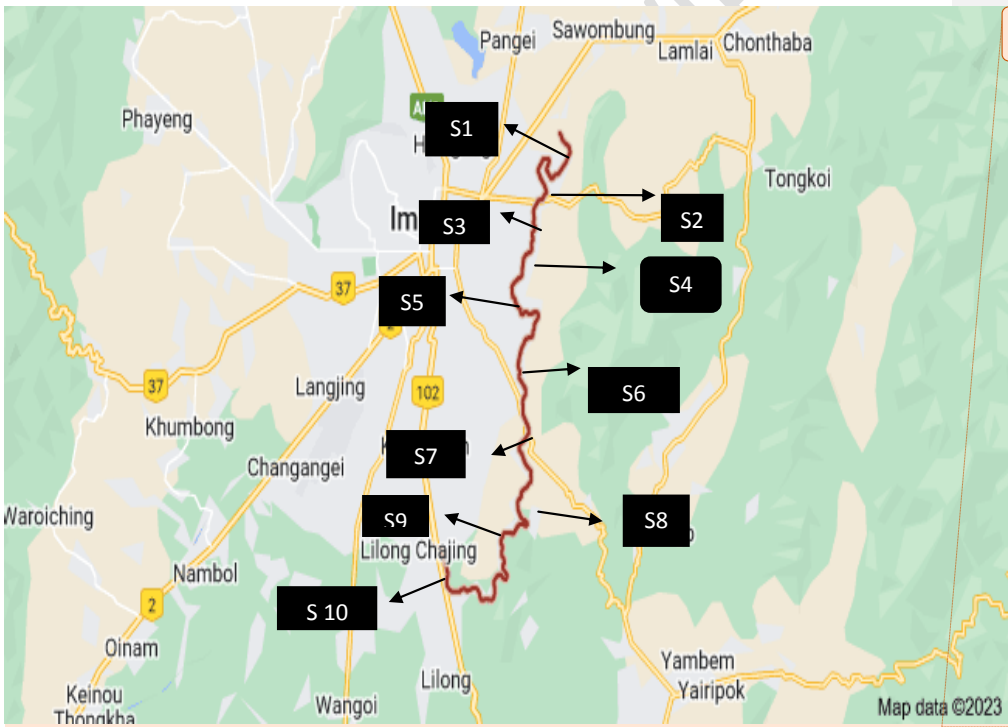 Sawombung
Pangei
Lamlai
Chonthaba
Phayeng
S1
Tongkoi
S2
S3
S4
37
S5
37
Langjing
102
S6
Khumbong
S7
Changangei
Waroiching
S9
S8
Lilong Chajing
Nambol
2
S 10
Oinam
Yambem
Lilong
Yairipok
Keinou
Thongkha
Wangoi
Map data ©2023